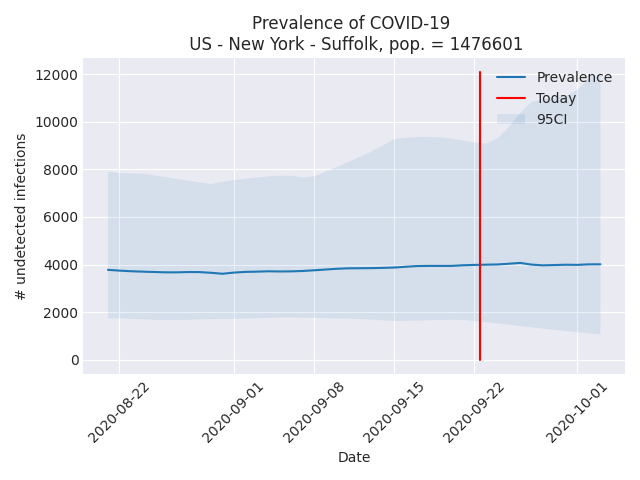 Prevalence of COVID-19
US - New York - Suffolk, pop. = 1476601
12000
10000
8000
6000
4000
2000
0
# undetected infections
Prevalence
Today
95CI
2020-08-22
2020-09-01
2020-09-08
2020-09-15
2020-09-22
2020-10-01
Date